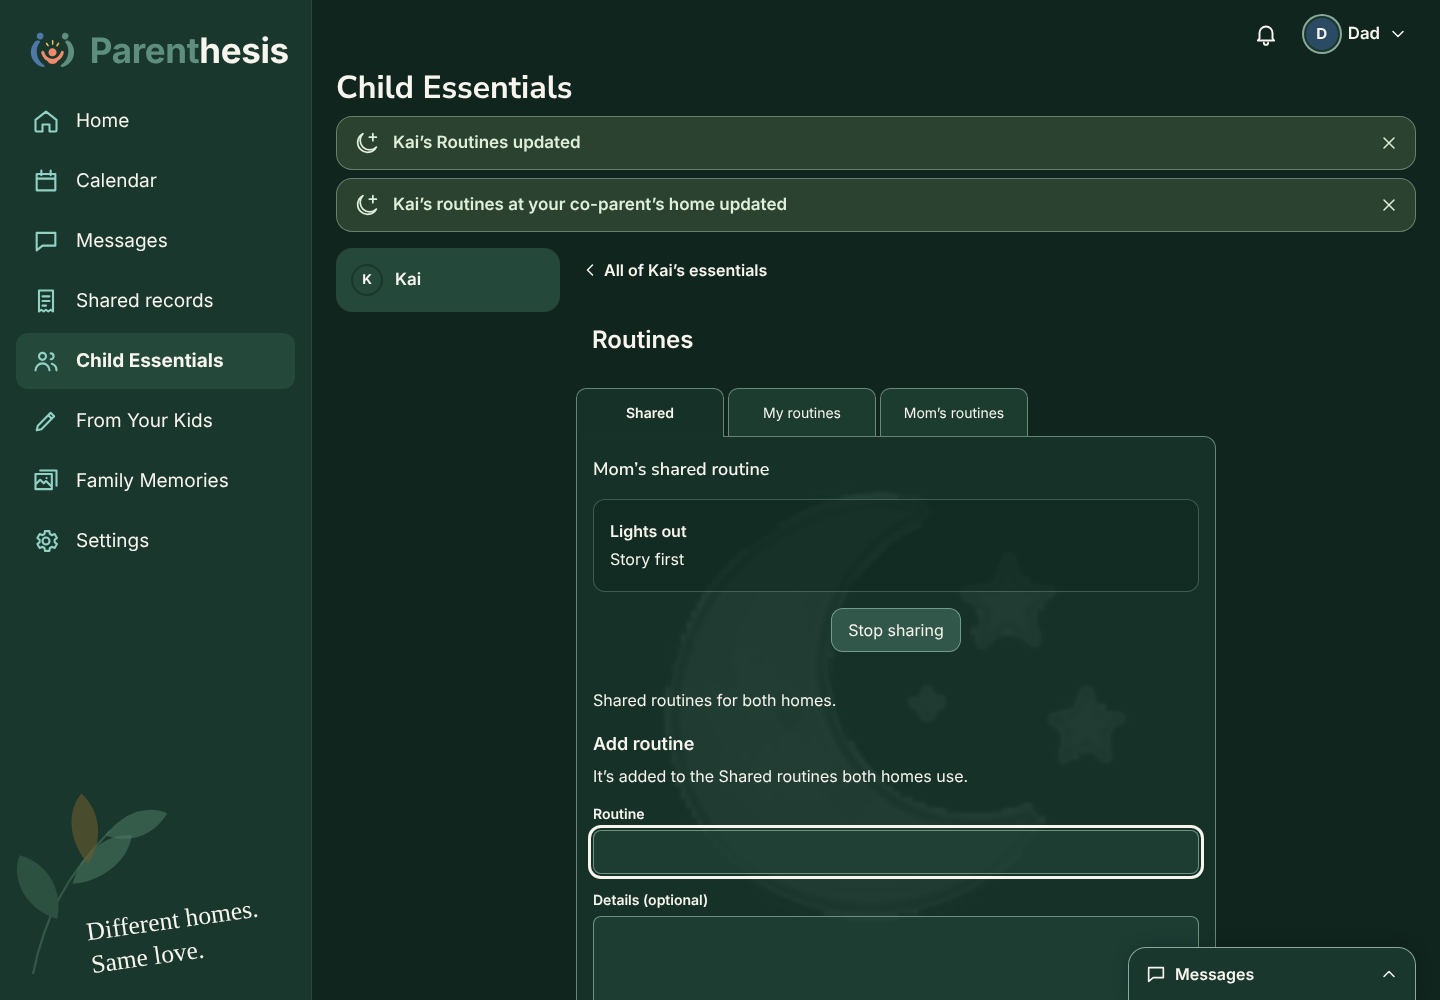 Parenthesis
D Dad
Home
Calendar
Messages
Shared records
Child Essentials
From Your Kids
Family Memories
Settings
Different homes.
Same love.
Child Essentials
Kai’s Routines updated
Kai’s routines at your co-parent’s home updated
K Kai
All of Kai’s essentials
Routines
Shared
My routines
Mom’s routines
Mom’s shared routine
Lights out
Story first
Stop sharing
Shared routines for both homes.
Add routine
It’s added to the Shared routines both homes use.
Routine
Details (optional)
Messages